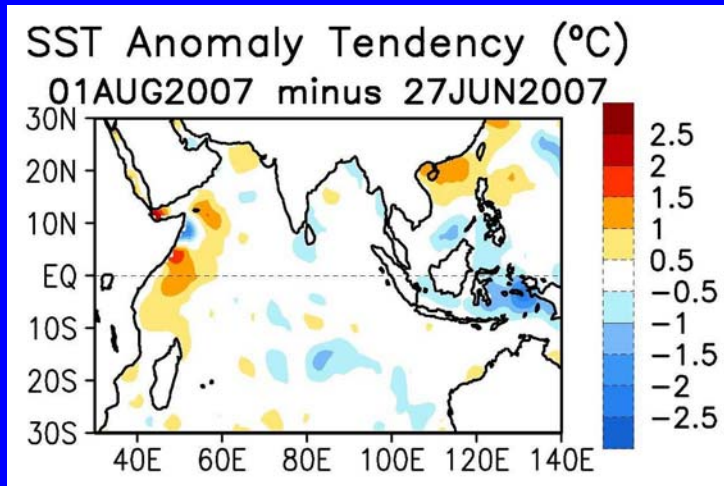 SST Anomaly Tendency (ºC)
01AUG2007 minus 27JUN2007
30N
20N
10N
EQ
10S
20S
30S
40E 60E 80E 100E 120E 140E
2.5
2
1.5
1
0.5
−0.5
−1
−1.5
−2
−2.5